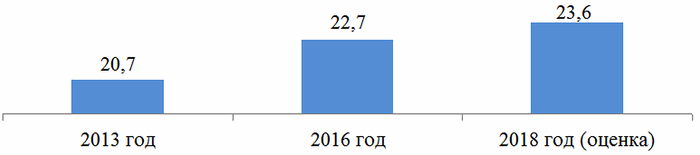 20,7
22,7
23,6
2013 год
2016 год
2018 год (оценка)